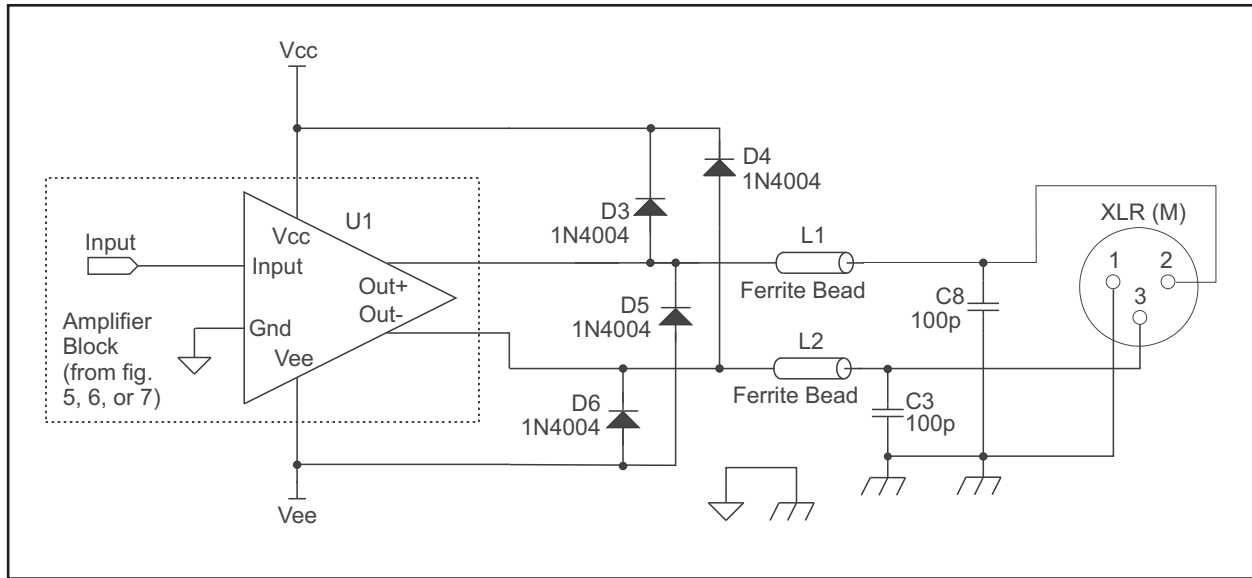 Vcc
D4
1N4004
D3
1N4004
XLR (M)
U1
Vcc
Input
Input
L1
1
2
3
Out+
Out-
Ferrite Bead
D5
1N4004
C8
100p
Amplifier
Block
(from fig.
5, 6, or 7)
Gnd
Vee
L2
Ferrite Bead
D6
1N4004
C3
100p
Vee